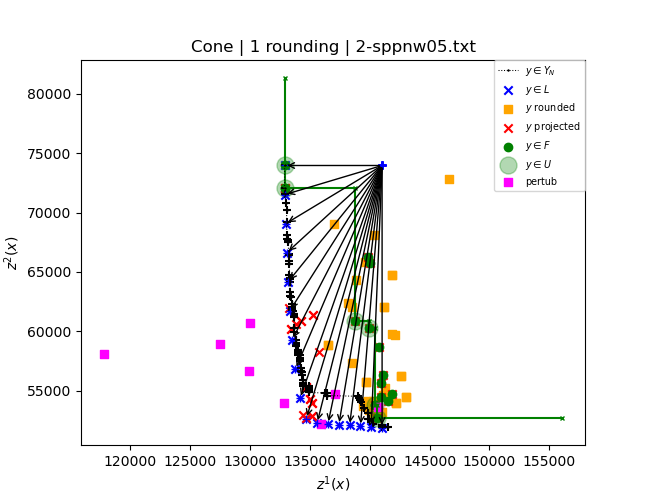 Cone | 1 rounding | 2-sppnw05.txt
z²(x)
80000
75000
70000
65000
60000
55000
120000 125000 130000 135000 140000 145000 150000 155000
z¹(x)
y ∈ Y_N
y ∈ L
y rounded
y projected
y ∈ F
y ∈ U
pertub